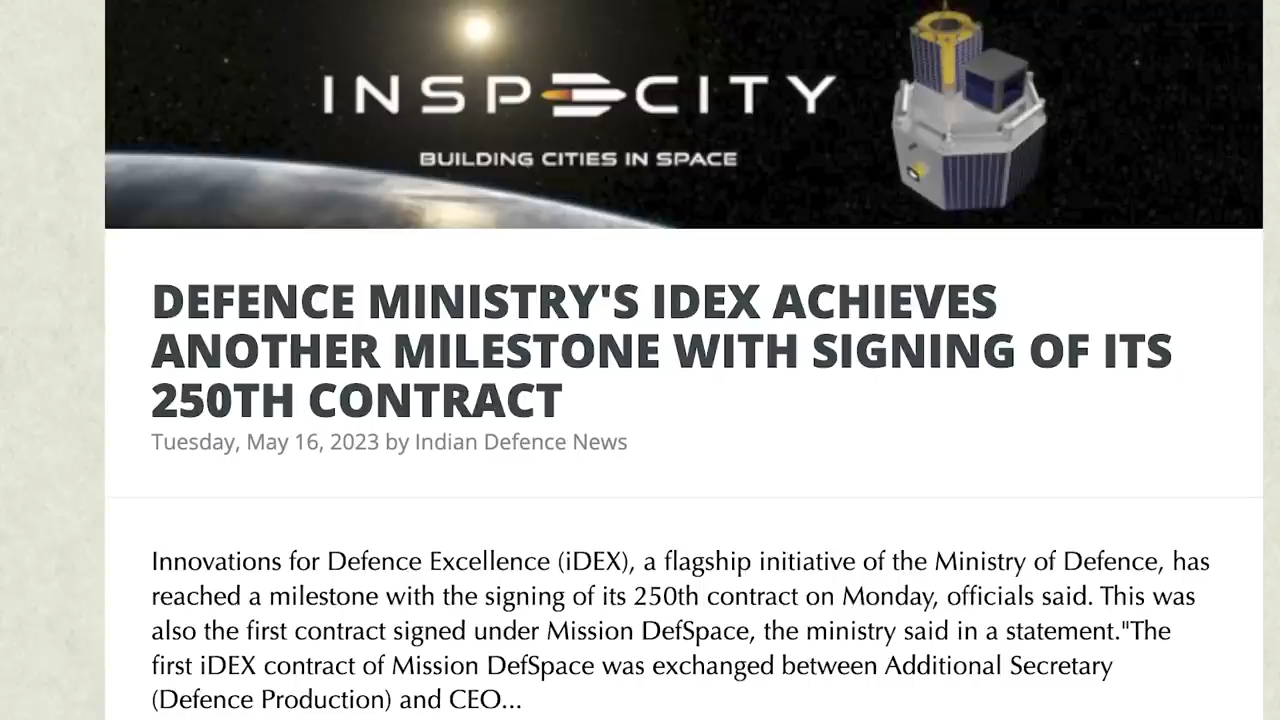 INSPECITY
BUILDING CITIES IN SPACE
DEFENCE MINISTRY'S IDEX ACHIEVES
ANOTHER MILESTONE WITH SIGNING OF ITS
250TH CONTRACT
Tuesday, May 16, 2023 by Indian Defence News
Innovations for Defence Excellence (iDEX), a flagship initiative of the Ministry of Defence, has
reached a milestone with the signing of its 250th contract on Monday, officials said. This was
also the first contract signed under Mission DefSpace, the ministry said in a statement."The
first iDEX contract of Mission DefSpace was exchanged between Additional Secretary
(Defence Production) and CEO...